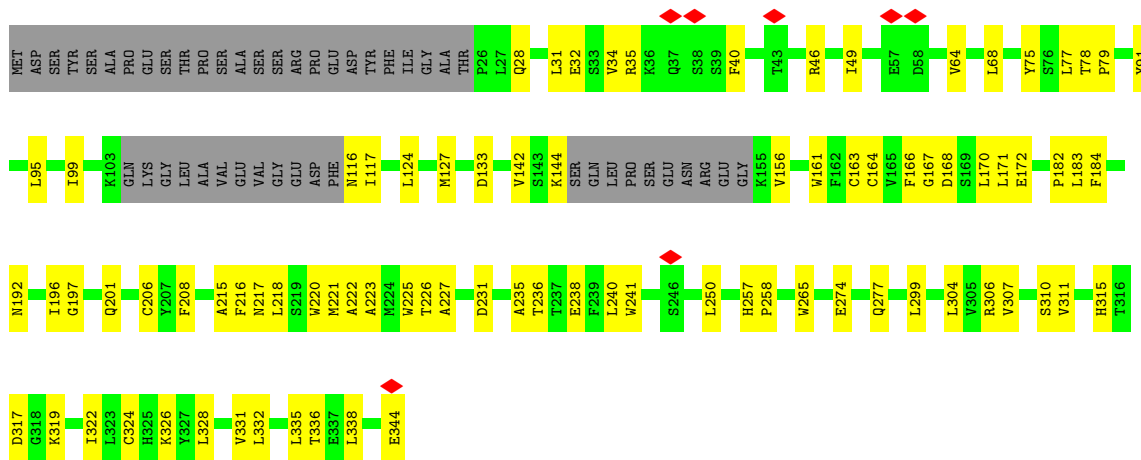 MET ASP SER TYR SER ALA PRO GLU SER THR PRO SER ALA SER SER ARG PRO GLU ASP TYR PHE ILE GLY ALA THR P26 L27 Q28 L31 E32 S33 V34 R35 K36 Q37 S38 S39 F40 T43 R46 I49 E57 D58 V64 L68 Y75 S76 L77 T78 P79 Y91
L95 I99 K103 GLN LYS GLY LEU ALA VAL GLU VAL GLY GLU ASP PHE N116 I117 L124 M127 D133 V142 S143 K144 SER GLN LEU PRO SER GLU ASN ARG GLU GLY K155 V156 W161 F162 C163 C164 V165 F166 G167 D168 S169 L170 L171 E172 P182 L183 F184
N192 I196 G197 Q201 C206 Y207 F208 A215 F216 N217 L218 S219 W220 M221 A222 A223 M224 W225 T226 A227 D231 A235 T236 T237 E238 F239 L240 W241 S246 L250 H257 P258 W265 E274 Q277 L299 L304 V305 R306 V307 S310 V311 H315 T316
D317 G318 K319 I322 L323 C324 H325 K326 Y327 L328 V331 L332 L335 T336 E337 L338 E344